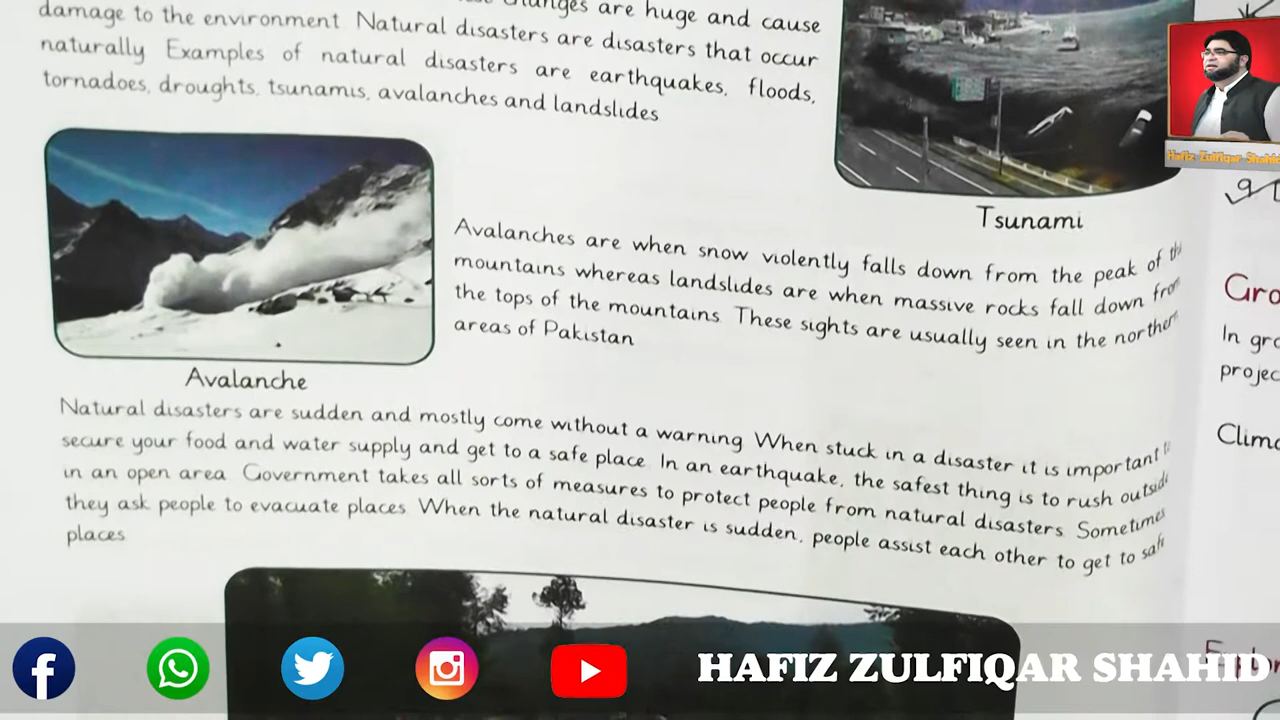 changes are huge and cause
damage to the environment. Natural disasters are disasters that occur
naturally Examples of natural disasters are earthquakes, floods,
tornadoes, droughts, tsunamis, avalanches and landslides
Hafiz Zulfiqar Shahid
Tsunami
Avalanches are when snow violently falls down from the peak of the
mountains whereas landslides are when massive rocks fall down from
the tops of the mountains. These sights are usually seen in the northern
areas of Pakistan
Avalanche
Natural disasters are sudden and mostly come without a warning When stuck in a disaster it is important to
secure your food and water supply and get to a safe place. In an earthquake, the safest thing is to rush outside
in an open area. Government takes all sorts of measures to protect people from natural disasters. Sometimes
they ask people to evacuate places. When the natural disaster is sudden, people assist each other to get to safe
places
Gro
In gro
projec
Clima
HAFIZ ZULFIQAR SHAHID